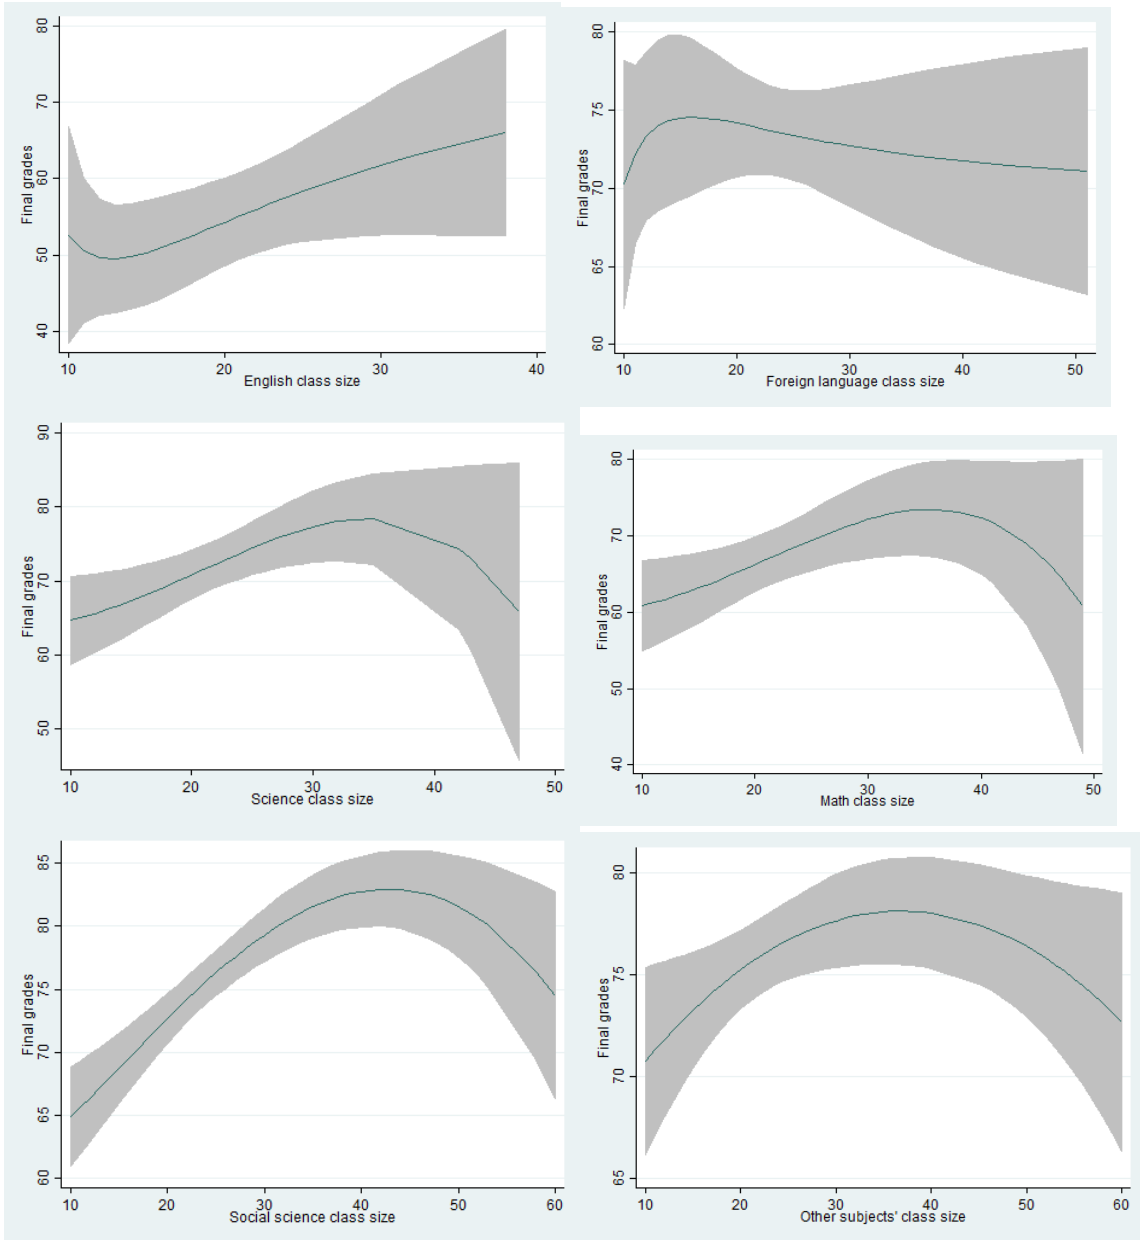 80
70
60
50
40
Final grades
10 20 30 40
English class size
80
75
70
65
60
Final grades
10 20 30 40 50
Foreign language class size
90
80
70
60
50
Final grades
10 20 30 40 50
Science class size
80
70
60
50
40
Final grades
10 20 30 40 50
Math class size
85
80
75
70
65
60
Final grades
10 20 30 40 50 60
Social science class size
80
75
70
65
Final grades
10 20 30 40 50 60
Other subjects' class size